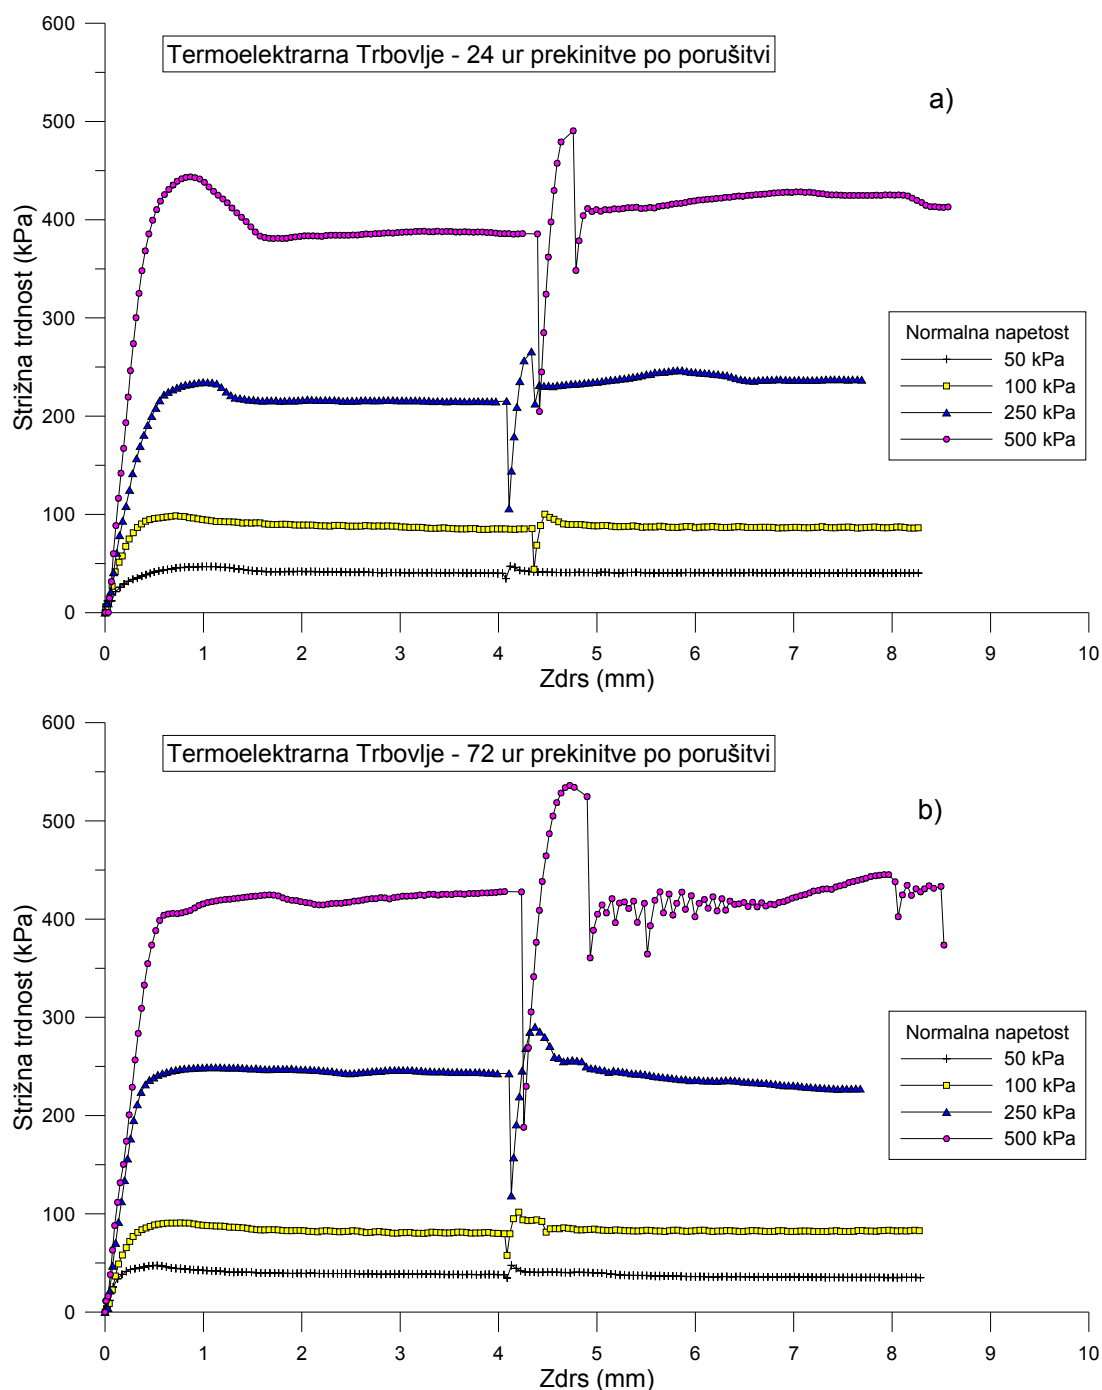 Termoelektrarna Trbovlje - 24 ur prekinitve po porušitvi
a)
Strižna trdnost (kPa)
600
500
400
300
200
100
0
Normalna napetost
50 kPa
100 kPa
250 kPa
500 kPa
0 1 2 3 4 5 6 7 8 9 10
Zdrs (mm)
Termoelektrarna Trbovlje - 72 ur prekinitve po porušitvi
b)
Strižna trdnost (kPa)
600
500
400
300
200
100
0
Normalna napetost
50 kPa
100 kPa
250 kPa
500 kPa
0 1 2 3 4 5 6 7 8 9 10
Zdrs (mm)